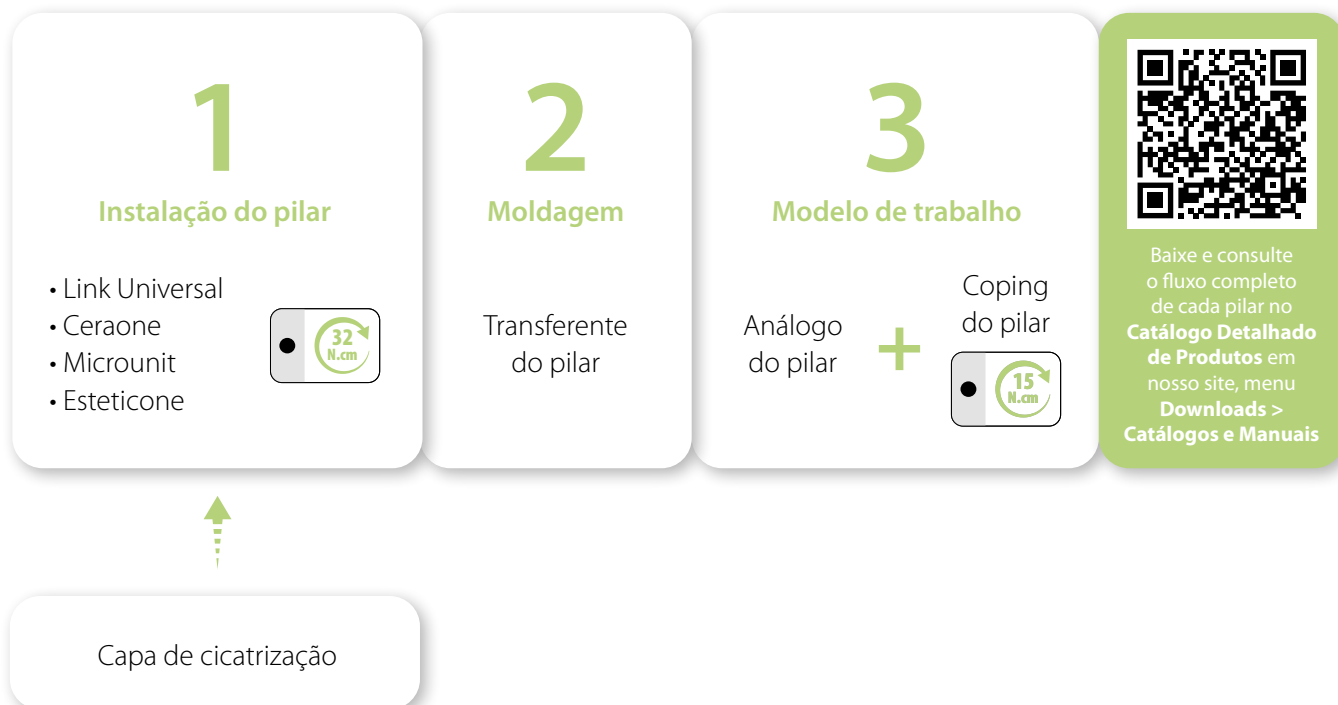 1
Instalação do pilar
• Link Universal
• Ceraone
• Microunit
• Esteticone
32
N.cm
2
Moldagem
Transferente
do pilar
3
Modelo de trabalho
Análogo
do pilar
+
Coping
do pilar
15
N.cm
Baixe e consulte
o fluxo completo
de cada pilar no
Catálogo Detalhado
de Produtos em
nosso site, menu
Downloads >
Catálogos e Manuais
Capa de cicatrização